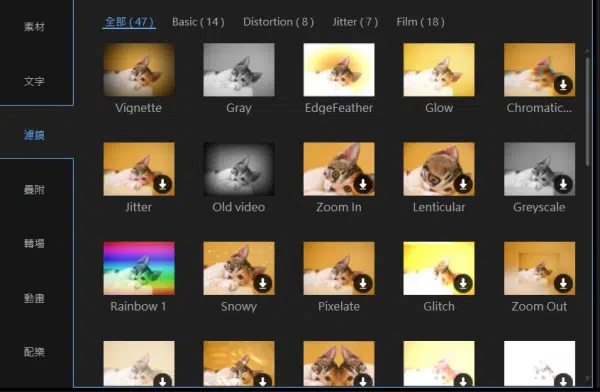 素材
文字
濾鏡
疊附
轉場
動畫
配樂
全部 ( 47 ) Basic ( 14 ) Distortion ( 8 ) Jitter ( 7 ) Film ( 18 )
Vignette Gray EdgeFeather Glow Chromatic...
Jitter Old video Zoom In Lenticular Greyscale
Rainbow 1 Snowy Pixelate Glitch Zoom Out